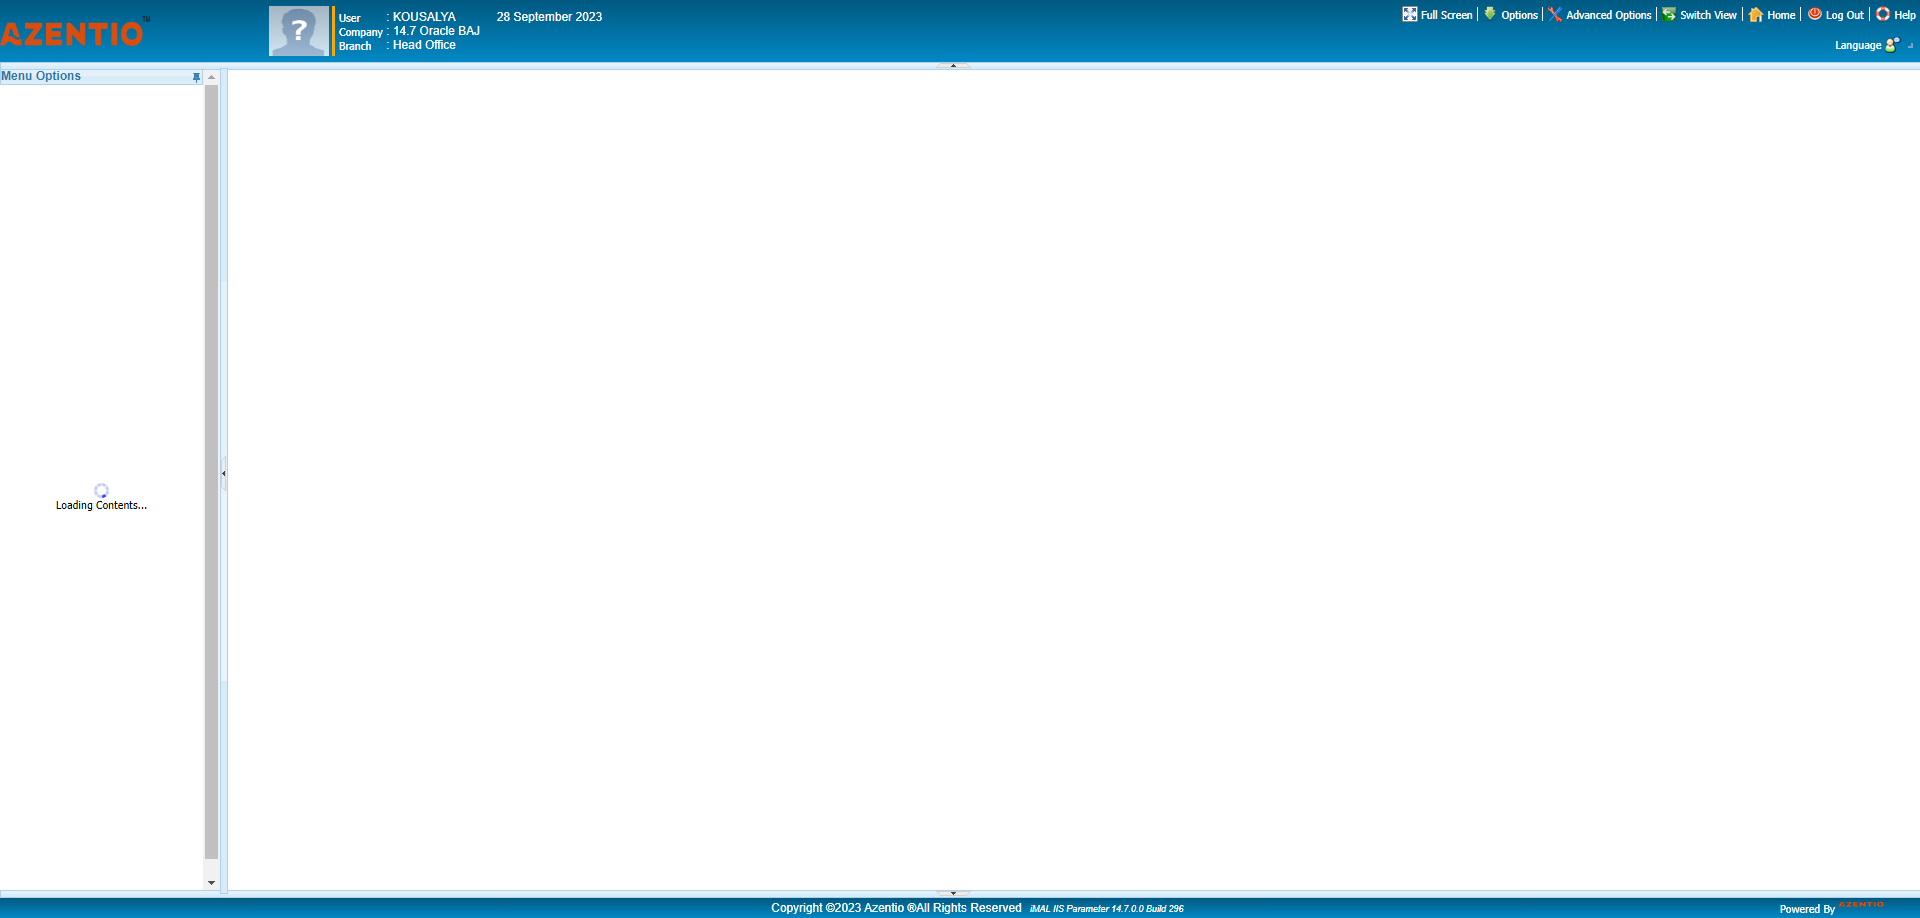 AZENTIO™
User : KOUSALYA 28 September 2023
Company : 14.7 Oracle BAJ
Branch : Head Office
Full Screen Options Advanced Options Switch View Home Log Out Help
Language
Menu Options
Loading Contents...
Copyright ©2023 Azentio ®All Rights Reserved iMAL IIS Parameter 14.7.0.0 Build 296
Powered By AZENTIO